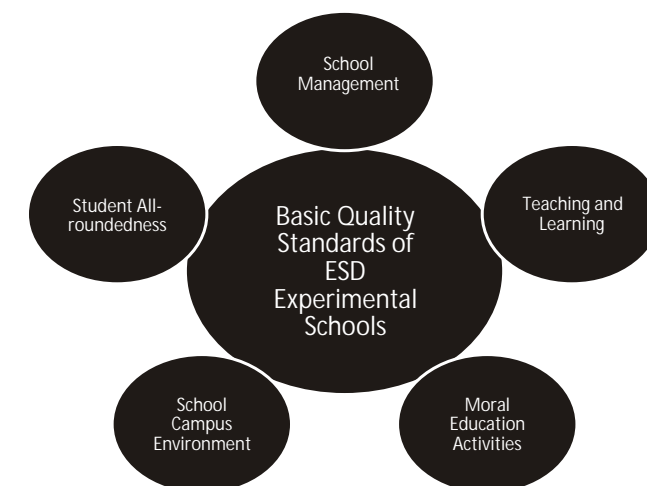 School
Management
Student All-
roundedness
Basic Quality
Standards of
ESD
Experimental
Schools
Teaching and
Learning
School
Campus
Environment
Moral
Education
Activities